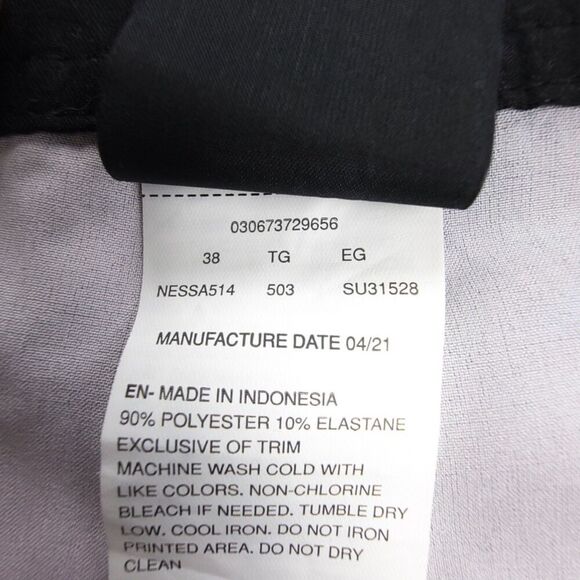 030673729656
38 TG EG
NESSA514 503 SU31528
MANUFACTURE DATE 04/21
EN- MADE IN INDONESIA
90% POLYESTER 10% ELASTANE
EXCLUSIVE OF TRIM
MACHINE WASH COLD WITH
LIKE COLORS. NON-CHLORINE
BLEACH IF NEEDED. TUMBLE DRY
LOW. COOL IRON. DO NOT IRON
PRINTED AREA. DO NOT DRY
CLEAN